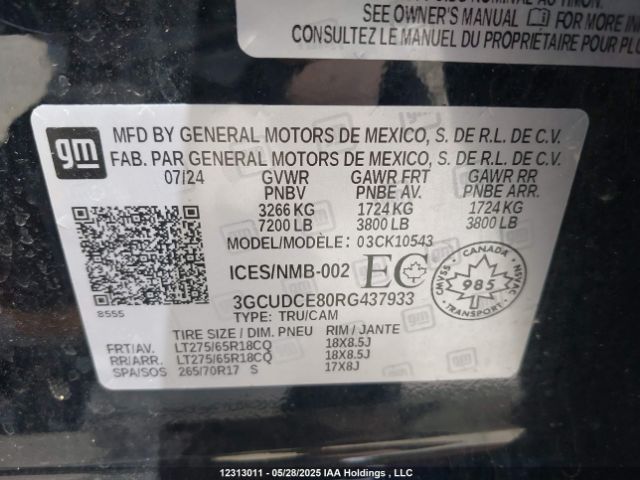 SEE OWNER'S MANUAL FOR MORE IN
CONSULTEZ LE MANUEL DU PROPRIÉTAIRE POUR PLU
gm
MFD BY GENERAL MOTORS DE MEXICO, S. DE R.L. DE C.V.
FAB. PAR GENERAL MOTORS DE MEXICO, S. DE R.L. DE C.V.
07/24 GVWR GAWR FRT GAWR RR
PNBV PNBE AV. PNBE ARR.
3266 KG 1724 KG 1724 KG
7200 LB 3800 LB 3800 LB
MODEL/MODÈLE: 03CK10543
ICES/NMB-002 EC
CANADA
CMVSS 985 NSVAC
3GCUDCE80RG437933
8555 TYPE: TRU/CAM
TIRE SIZE / DIM. PNEU RIM / JANTE
FRT/AV. LT275/65R18CQ 18X8.5J
RR/ARR. LT275/65R18CQ 18X8.5J
SPA/SOS 265/70R17 S 17X8J
12313011 — 05/28/2025 IAA Holdings , LLC